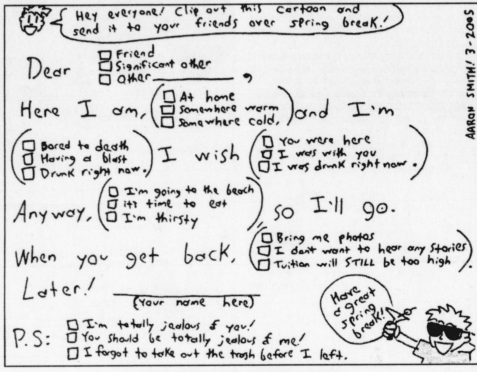 Hey everyone! Clip out this cartoon and
send it to your friends over spring break!
Dear
☐ Friend
☐ Significant other
☐ Other__________,
Here I am, (
☐ At home
☐ Somewhere warm
☐ Somewhere cold,
) and I'm
(
☐ Bored to death
☐ Having a blast
☐ Drunk right now.
) I wish (
☐ You were here
☐ I was with you
☐ I was drunk right now.
)
Anyway, (
☐ I'm going to the beach
☐ it's time to eat
☐ I'm thirsty
), so I'll go.
When you get back, (
☐ Bring me photos
☐ I don't want to hear any stories
☐ Tuition will STILL be too high
).
Later! __________
(Your name here)
P.S:
☐ I'm totally jealous of you!
☐ You should be totally jealous of me!
☐ I forgot to take out the trash before I left.
Have
a great
spring
break!
AARON SMITH! 3-2005